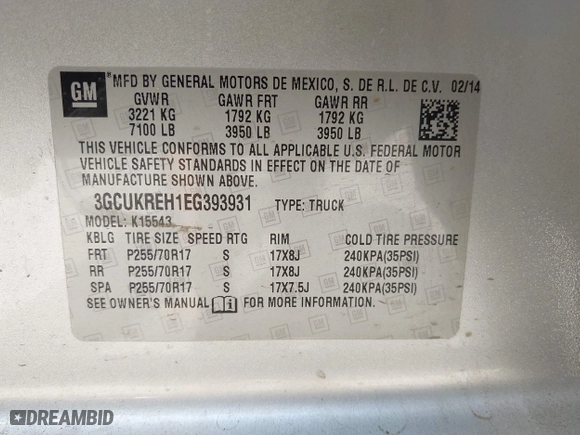 GM MFD BY GENERAL MOTORS DE MEXICO, S. DE R.L. DE C.V. 02/14
GVWR GAWR FRT GAWR RR
3221 KG 1792 KG 1792 KG
7100 LB 3950 LB 3950 LB
THIS VEHICLE CONFORMS TO ALL APPLICABLE U.S. FEDERAL MOTOR
VEHICLE SAFETY STANDARDS IN EFFECT ON THE DATE OF
MANUFACTURE SHOWN ABOVE.
3GCUKREH1EG393931 TYPE: TRUCK
MODEL: K15543
KBLG TIRE SIZE SPEED RTG RIM COLD TIRE PRESSURE
FRT P255/70R17 S 17X8J 240KPA(35PSI)
RR P255/70R17 S 17X8J 240KPA(35PSI)
SPA P255/70R17 S 17X7.5J 240KPA(35PSI)
SEE OWNER'S MANUAL FOR MORE INFORMATION.
DREAMBID